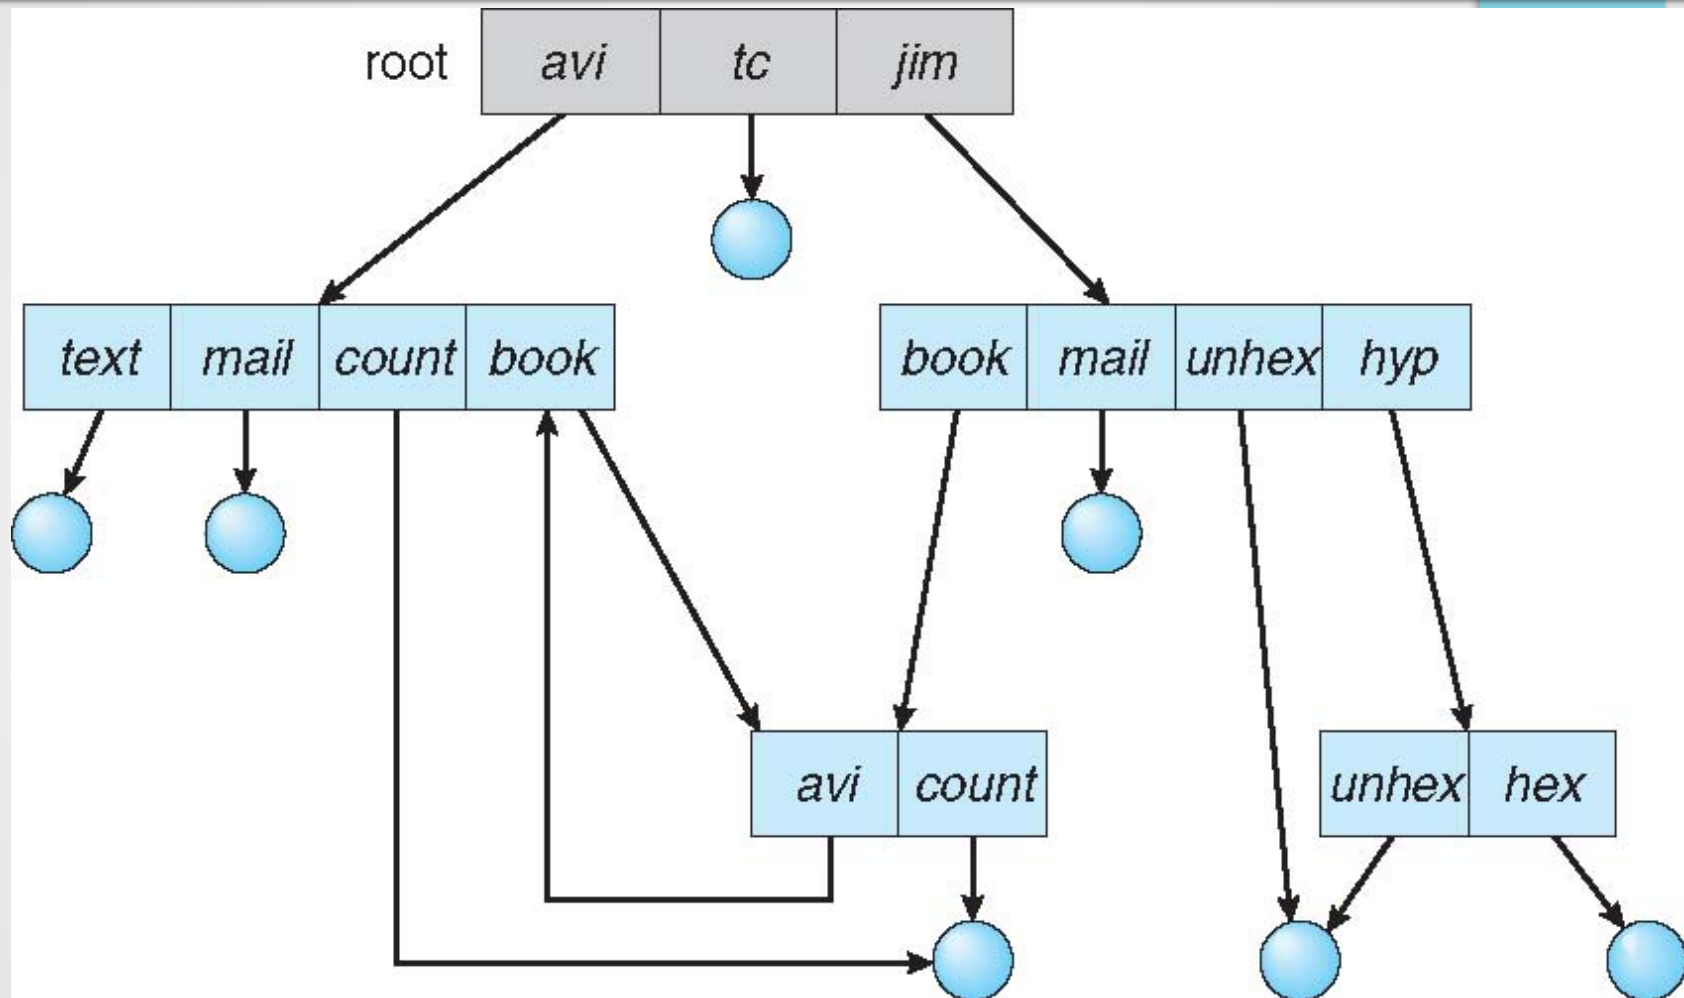 root avi tc jim
text mail count book book mail unhex hyp
avi count unhex hex